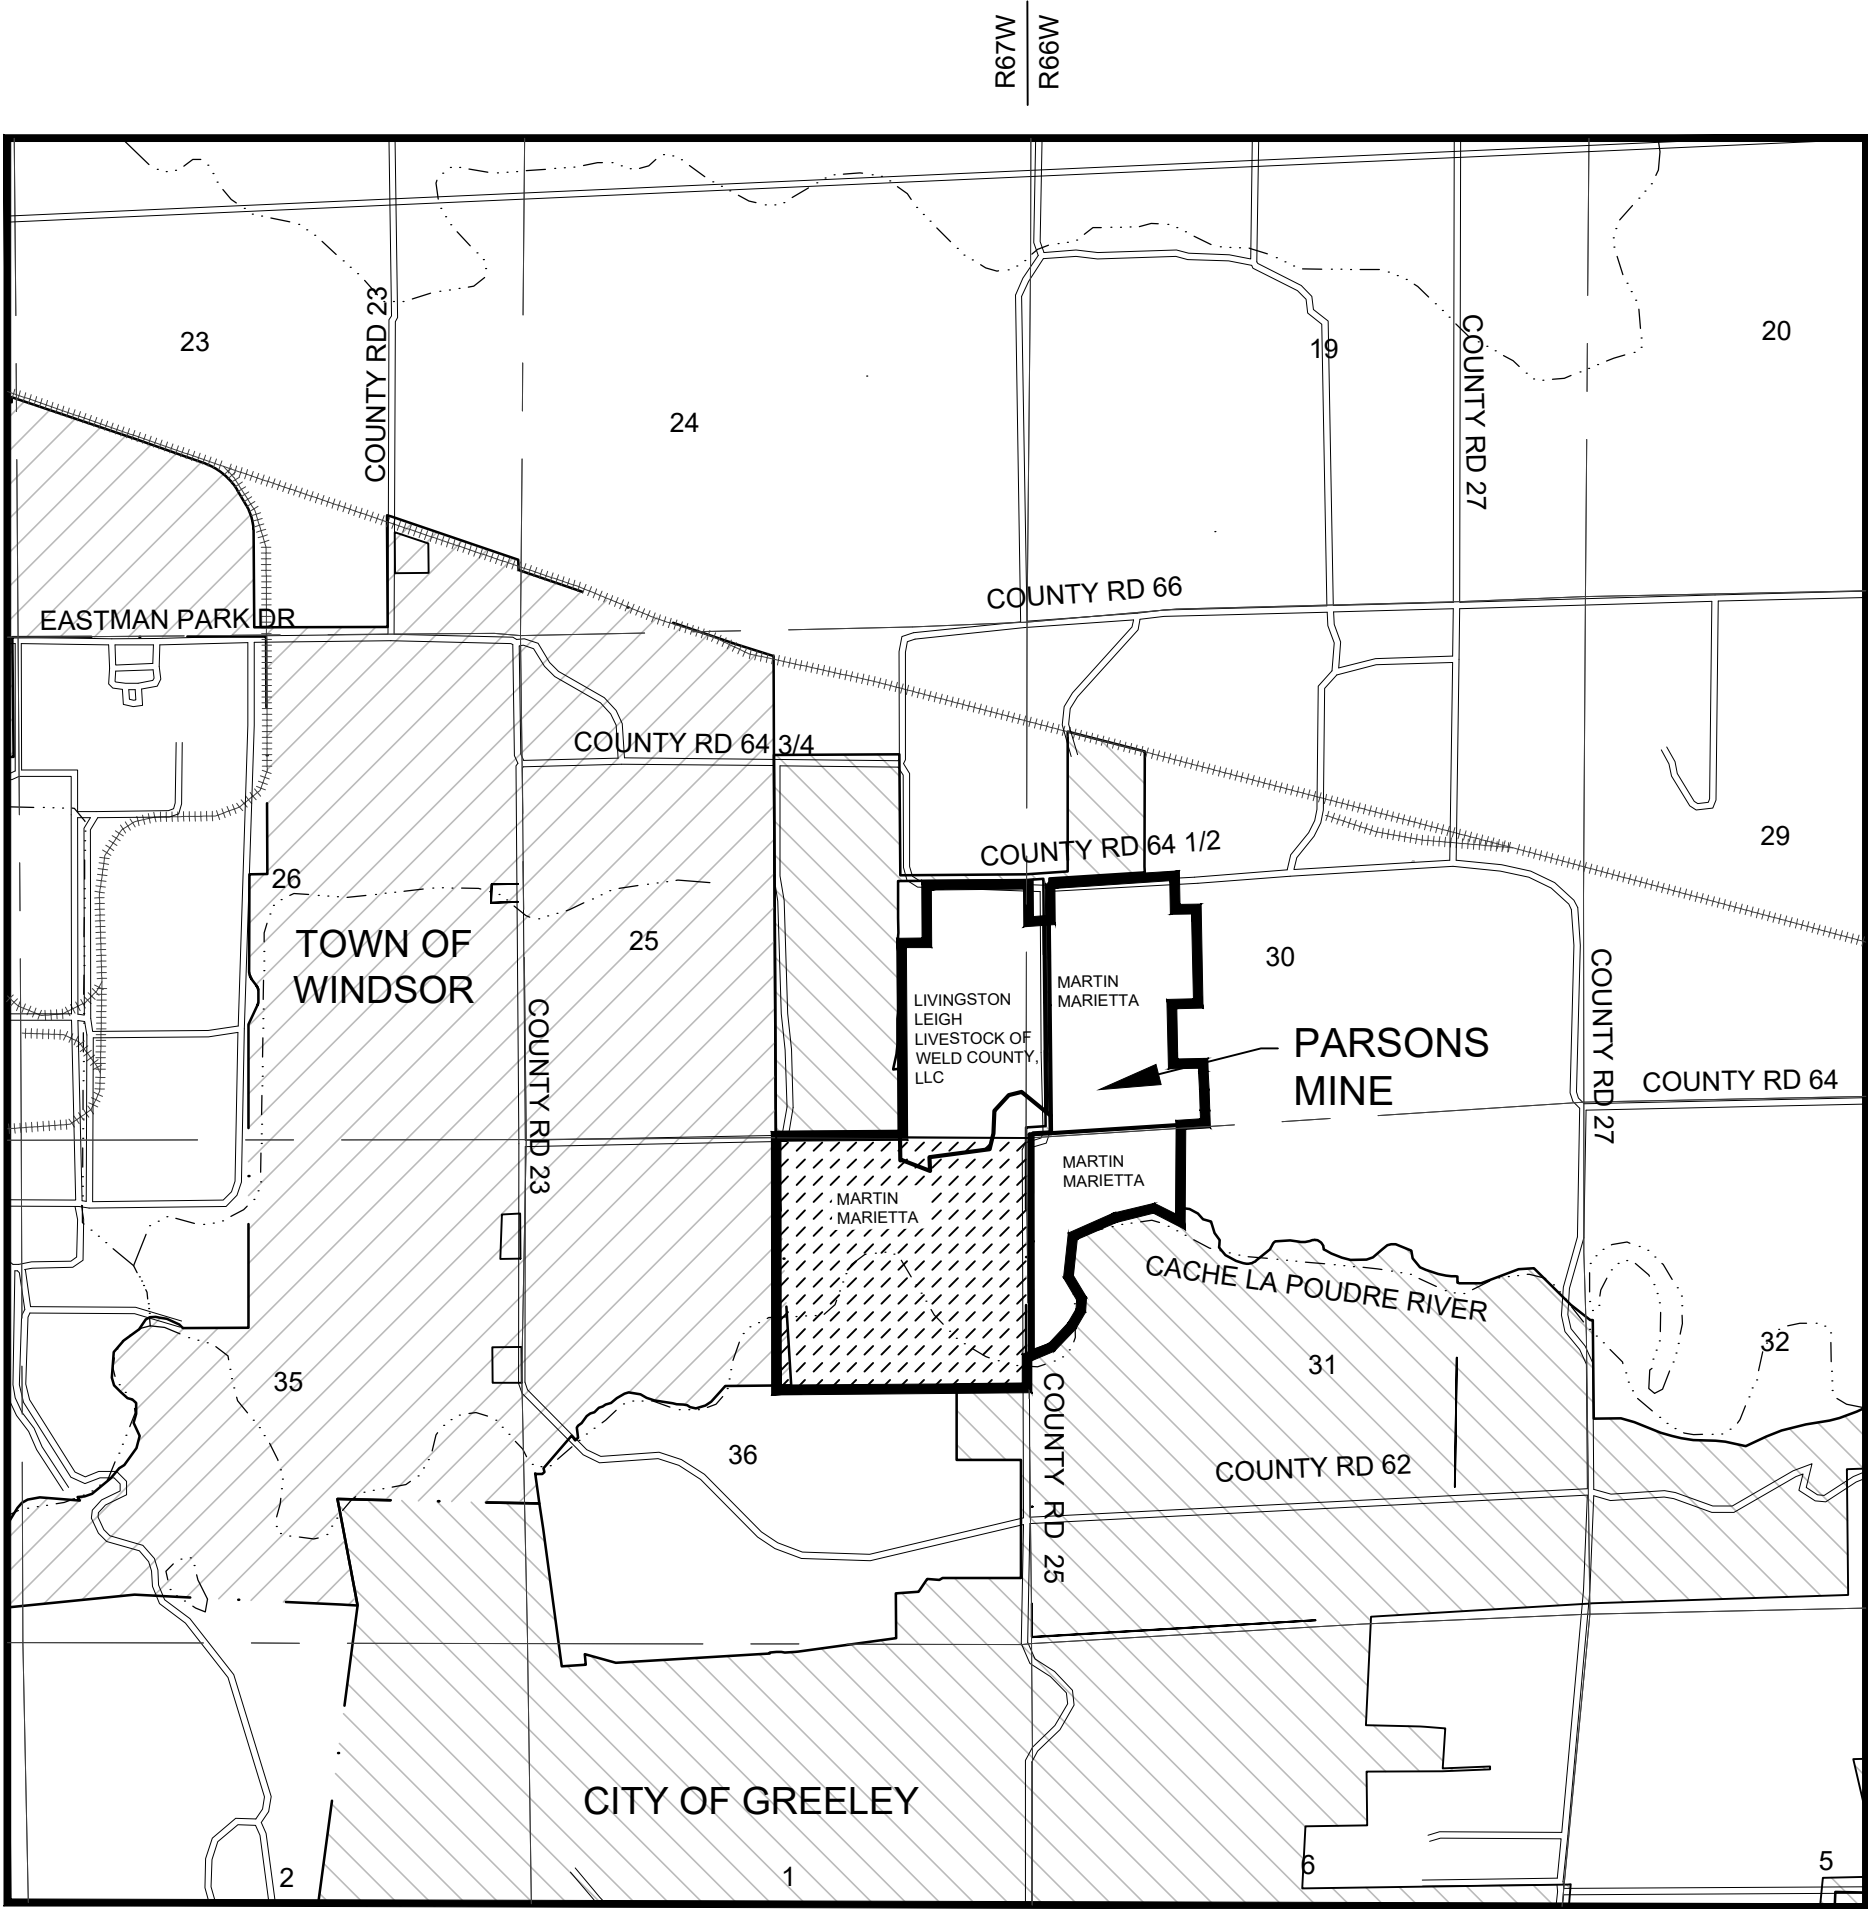 R67W
R66W
23
COUNTY RD 23
24
19
COUNTY RD 27
20
COUNTY RD 66
EASTMAN PARK DR
COUNTY RD 64 3/4
COUNTY RD 64 1/2
29
26
TOWN OF
WINDSOR
25
30
LIVINGSTON
LEIGH
LIVESTOCK OF
WELD COUNTY,
LLC
MARTIN
MARIETTA
PARSONS
MINE
COUNTY RD 23
COUNTY RD 27
COUNTY RD 64
MARTIN
MARIETTA
MARTIN
MARIETTA
CACHE LA POUDRE RIVER
35
31
32
36
COUNTY RD 25
COUNTY RD 62
CITY OF GREELEY
2
1
6
5